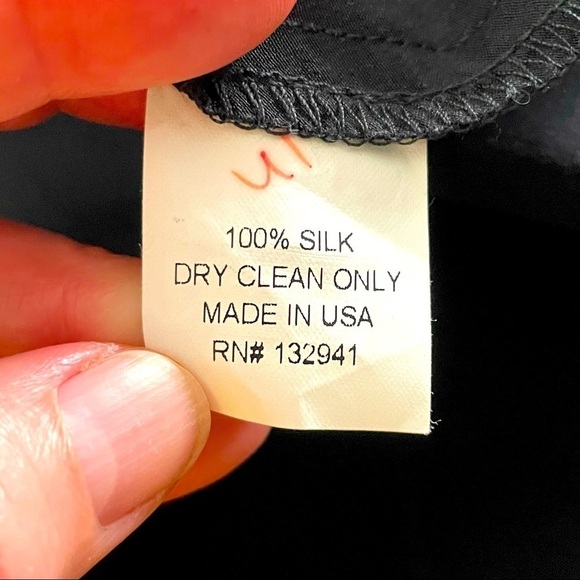 100% SILK
DRY CLEAN ONLY
MADE IN USA
RN# 132941